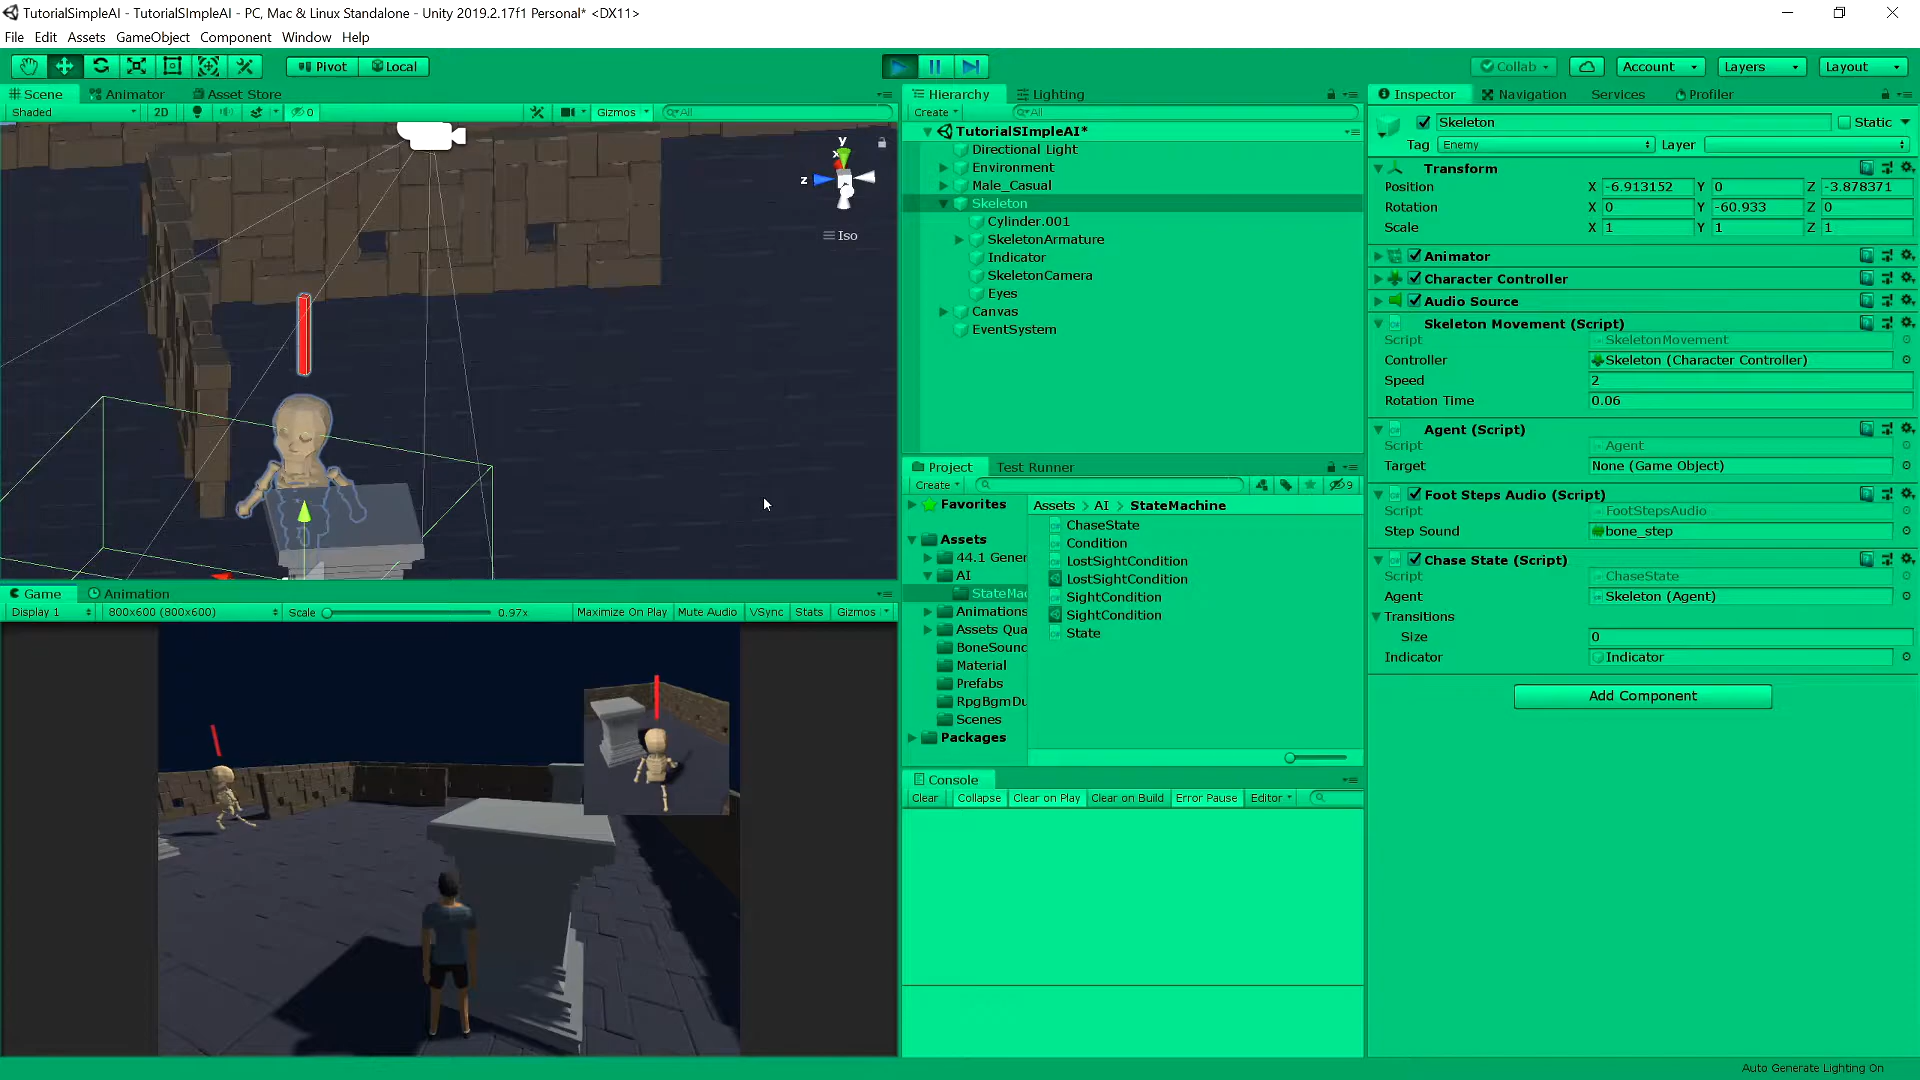 TutorialSimpleAI - TutorialSImpleAI - PC, Mac & Linux Standalone - Unity 2019.2.17f1 Personal* <DX11>
File Edit Assets GameObject Component Window Help
Pivot Local Collab Account Layers Layout
Scene Animator Asset Store
Shaded 2D 0 Gizmos All
y
x
z
Iso
Game Animation
Display 1 800x600 (800x600) Scale 0.97x Maximize On Play Mute Audio VSync Stats Gizmos
Hierarchy Lighting
Create All
TutorialSImpleAI*
Directional Light
Environment
Male_Casual
Skeleton
Cylinder.001
SkeletonArmature
Indicator
SkeletonCamera
Eyes
Canvas
EventSystem
Project Test Runner
Create 9
Favorites
Assets
44.1 Gener
AI
StateMac
Animations
Assets Qua
BoneSound
Material
Prefabs
RpgBgmDu
Scenes
Packages
Assets > AI > StateMachine
ChaseState
Condition
LostSightCondition
LostSightCondition
SightCondition
SightCondition
State
Console
Clear Collapse Clear on Play Clear on Build Error Pause Editor
Inspector Navigation Services Profiler
Skeleton Static
Tag Enemy Layer
Transform
Position X -6.913152 Y 0 Z -3.878371
Rotation X 0 Y -60.933 Z 0
Scale X 1 Y 1 Z 1
Animator
Character Controller
Audio Source
Skeleton Movement (Script)
Script SkeletonMovement
Controller Skeleton (Character Controller)
Speed 2
Rotation Time 0.06
Agent (Script)
Script Agent
Target None (Game Object)
Foot Steps Audio (Script)
Script FootStepsAudio
Step Sound bone_step
Chase State (Script)
Script ChaseState
Agent Skeleton (Agent)
Transitions
Size 0
Indicator Indicator
Add Component
Auto Generate Lighting On